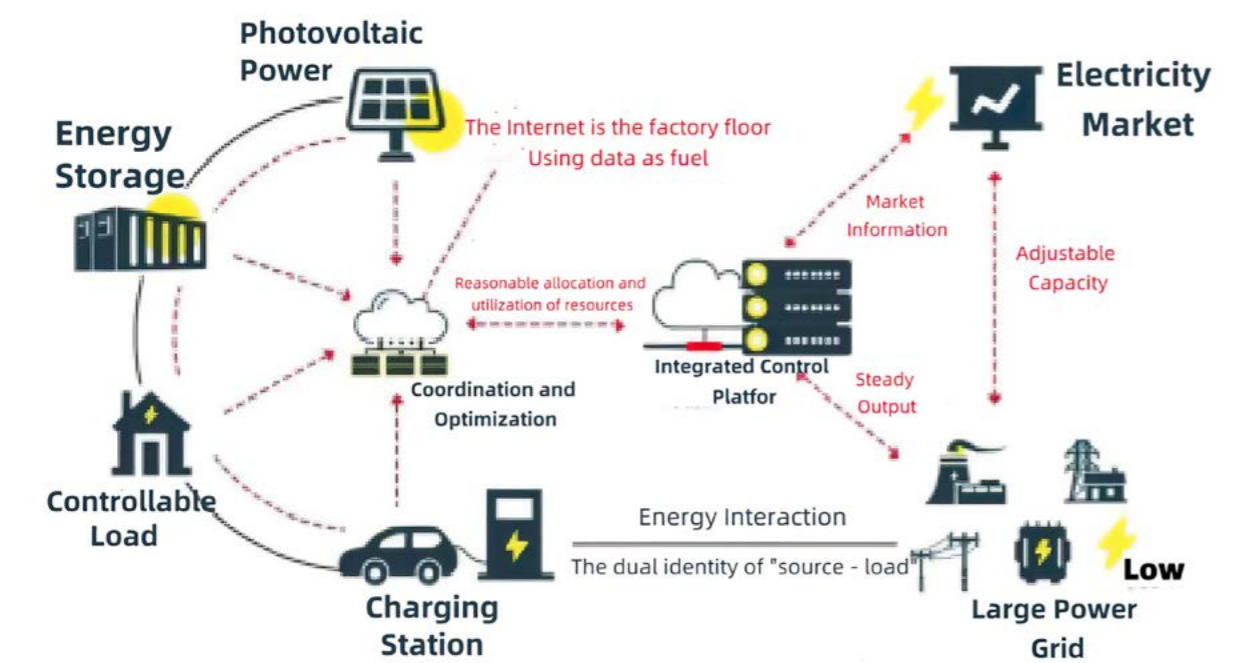 Photovoltaic
Power
Energy
Storage
The Internet is the factory floor
Using data as fuel
Electricity
Market
Market
Information
Adjustable
Capacity
Reasonable allocation and
utilization of resources
Coordination and
Optimization
Integrated Control
Platfor
Steady
Output
Controllable
Load
Charging
Station
Energy Interaction
The dual identity of "source - load"
Low
Large Power
Grid